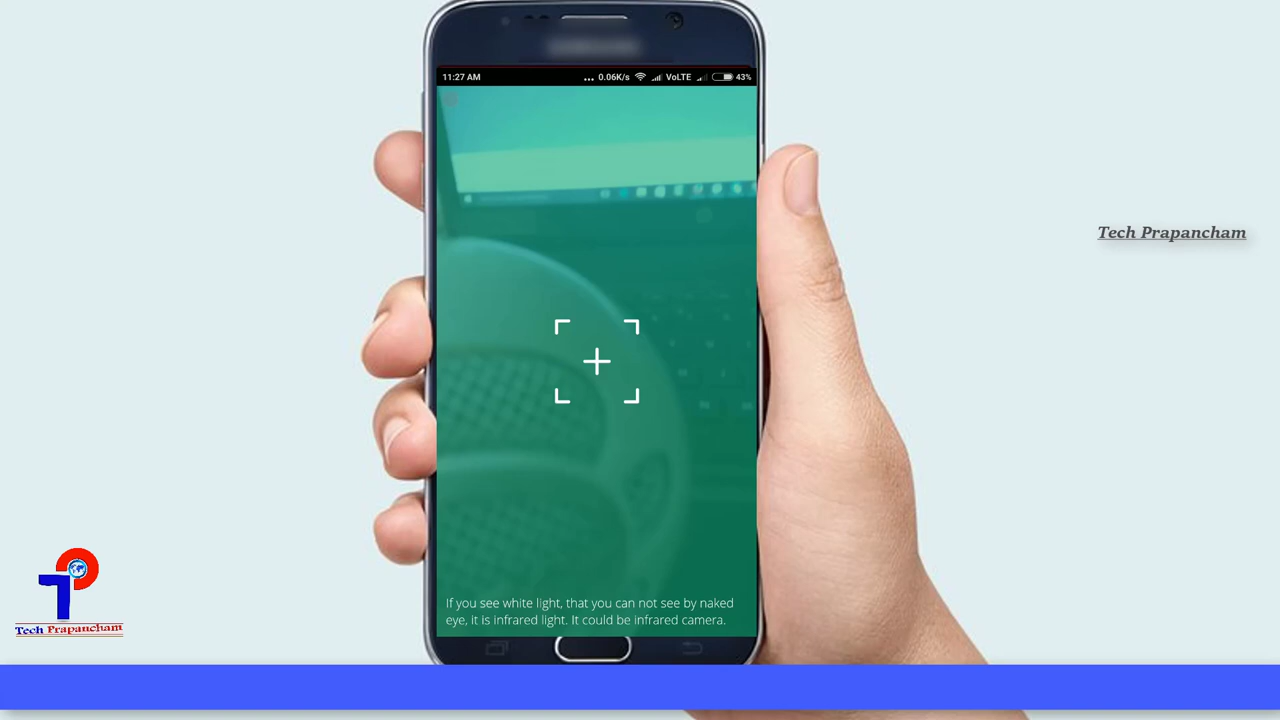 11:27 AM ... 0.06K/s VoLTE 43%
Tech Prapancham
If you see white light, that you can not see by naked
eye, it is infrared light. It could be infrared camera.
Tech Prapancham